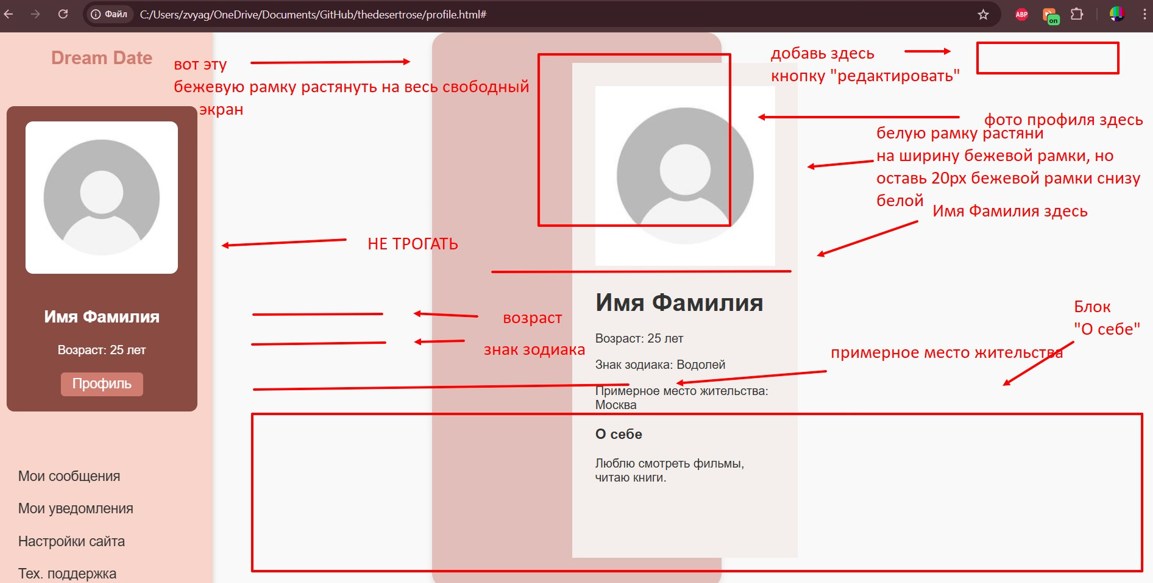 Файл
C:/Users/zvyag/OneDrive/Documents/GitHub/thedesertrose/profile.html#
ABP
on
Dream Date
Имя Фамилия
Возраст: 25 лет
Профиль
Мои сообщения
Мои уведомления
Настройки сайта
Тех. поддержка
вот эту
бежевую рамку растянуть на весь свободный
экран
НЕ ТРОГАТЬ
возраст
знак зодиака
добавь здесь
кнопку "редактировать"
фото профиля здесь
белую рамку растяни
на ширину бежевой рамки, но
оставь 20px бежевой рамки снизу
белой
Имя Фамилия здесь
Блок
"О себе"
примерное место жительства
Имя Фамилия
Возраст: 25 лет
Знак зодиака: Водолей
Примерное место жительства:
Москва
О себе
Люблю смотреть фильмы,
читаю книги.